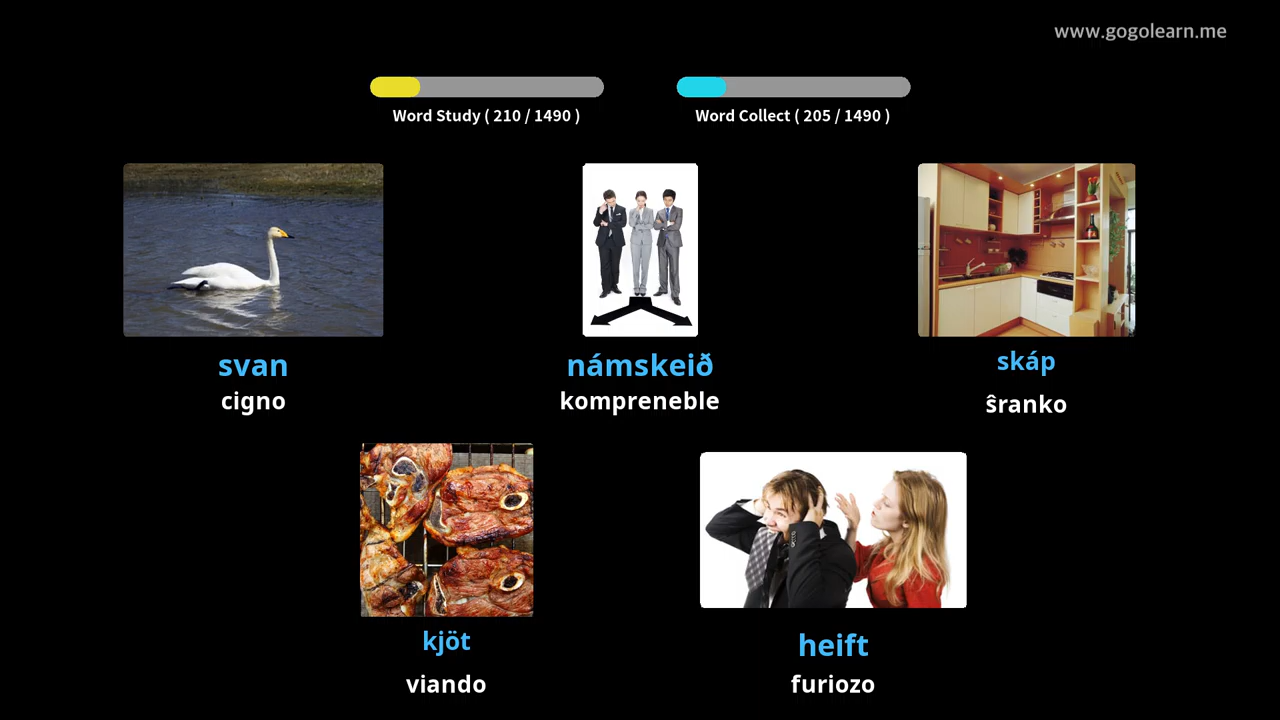 www.gogolearn.me
Word Study ( 210 / 1490 )
Word Collect ( 205 / 1490 )
svan
cigno
námskeið
kompreneble
skáp
ŝranko
kjöt
viando
heift
furiozo